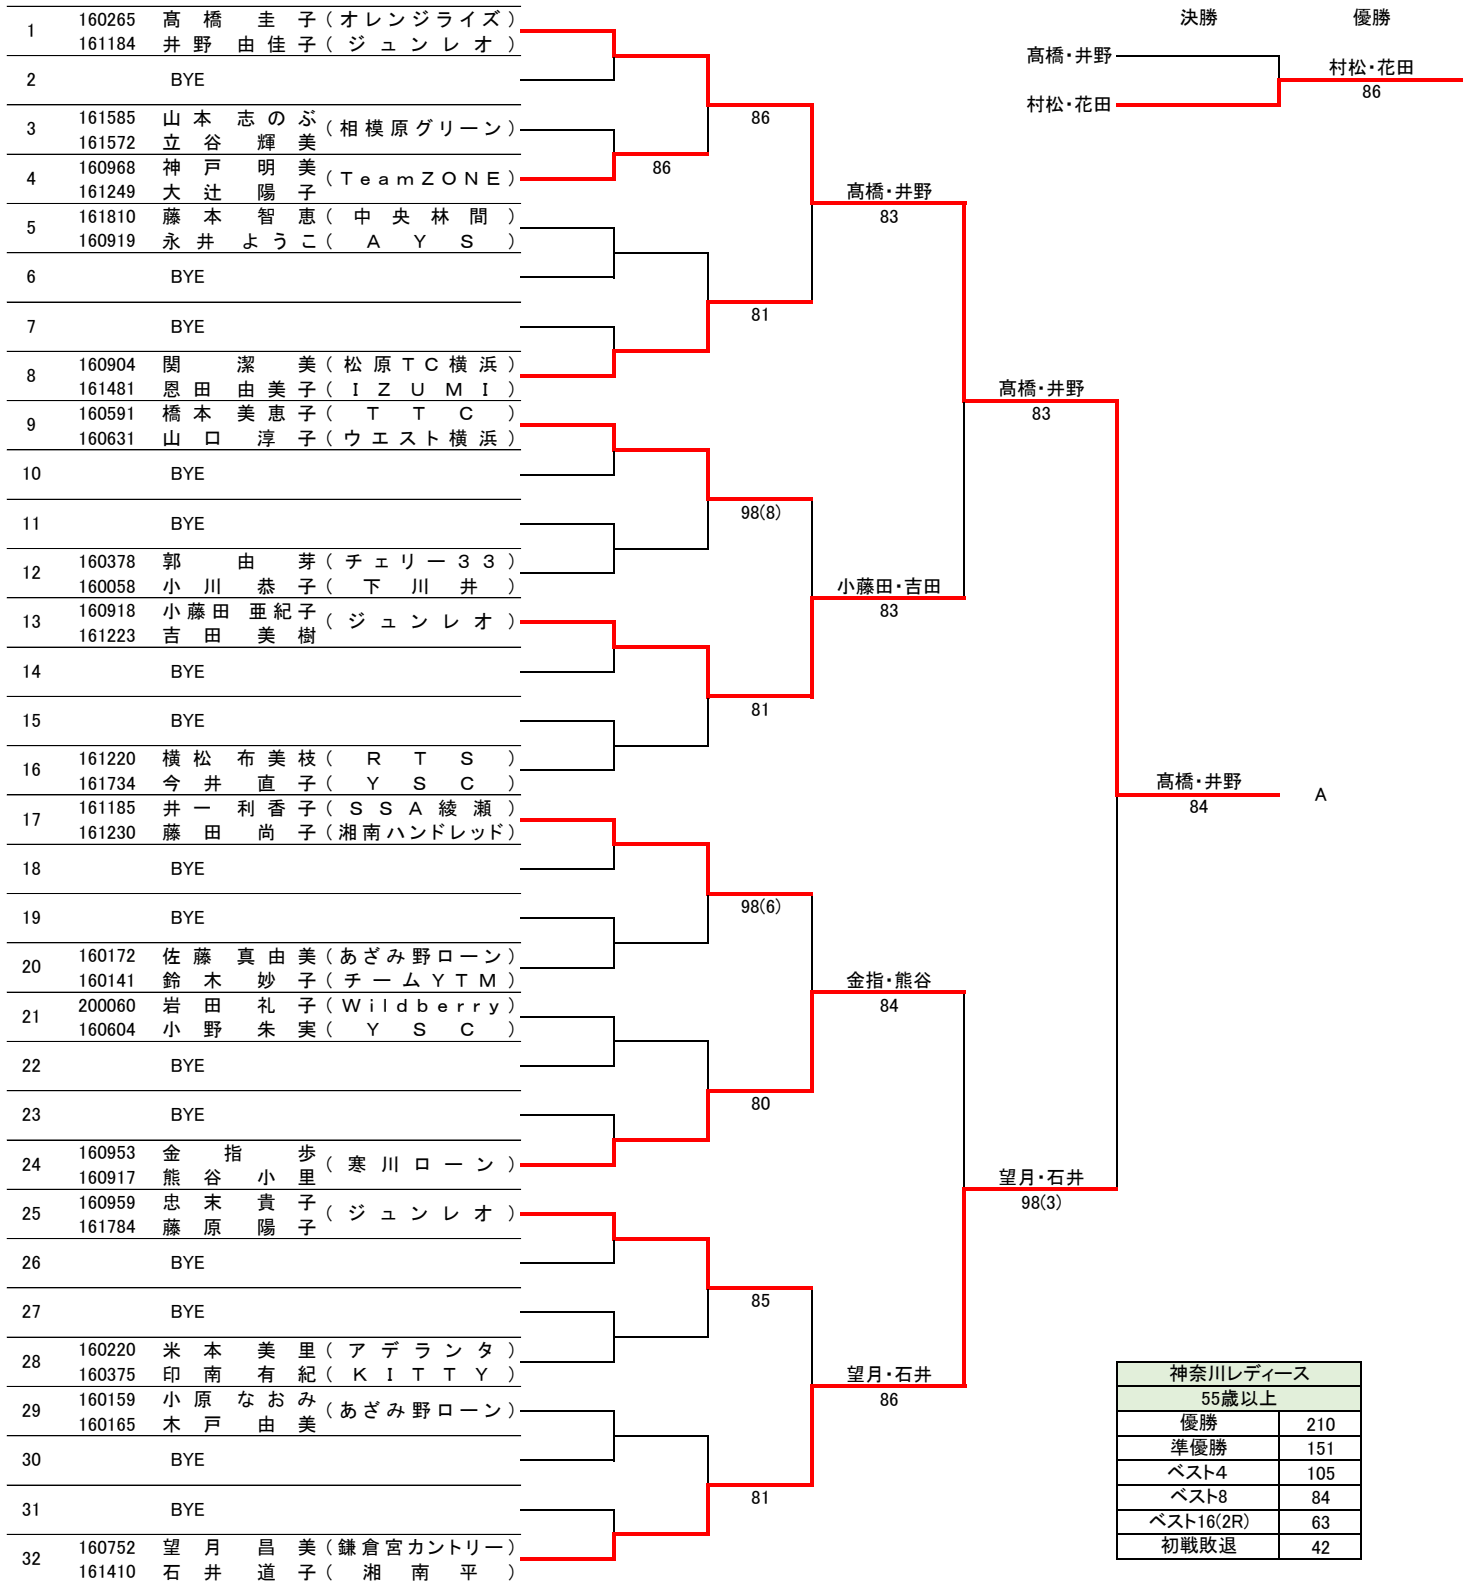 決勝 優勝
髙橋・井野
村松・花田
86
村松・花田
1 160265 髙橋 圭子(オレンジライズ)
161184 井野 由佳子(ジュンレオ)
2 BYE
3 161585 山本 志のぶ(相模原グリーン)
161572 立谷 輝美
4 160968 神戸 明美(TeamZONE)
161249 大辻 陽子
5 161810 藤本 智恵(中央林間)
160919 永井 ようこ(AYS)
6 BYE
7 BYE
8 160904 関 潔美(松原TC横浜)
161481 恩田 由美子(IZUMI)
9 160591 橋本 美恵子(TTC)
160631 山口 淳子(ウエスト横浜)
10 BYE
11 BYE
12 160378 郭 由芽(チェリー33)
160058 小川 恭子(下川井)
13 160918 小藤田 亜紀子(ジュンレオ)
161223 吉田 美樹
14 BYE
15 BYE
16 161220 横松 布美枝(RTS)
161734 今井 直子(YSC)
17 161185 井一 利香子(SSA綾瀬)
161230 藤田 尚子(湘南ハンドレッド)
18 BYE
19 BYE
20 160172 佐藤 真由美(あざみ野ローン)
160141 鈴木 妙子(チームYTM)
21 200060 岩田 礼子(Wildberry)
160604 小野 朱実(YSC)
22 BYE
23 BYE
24 160953 金指 歩(寒川ローン)
160917 熊谷 小里
25 160959 忠末 貴子(ジュンレオ)
161784 藤原 陽子
26 BYE
27 BYE
28 160220 米本 美里(アデランタ)
160375 印南 有紀(KITTY)
29 160159 小原 なおみ(あざみ野ローン)
160165 木戸 由美
30 BYE
31 BYE
32 160752 望月 昌美(鎌倉宮カントリー)
161410 石井 道子(湘南平)
86
86
81
98(8)
81
98(6)
80
85
81
髙橋・井野
83
小藤田・吉田
83
金指・熊谷
84
望月・石井
86
髙橋・井野
83
望月・石井
98(3)
髙橋・井野
84
A
神奈川レディース
55歳以上
優勝 210
準優勝 151
ベスト4 105
ベスト8 84
ベスト16(2R) 63
初戦敗退 42